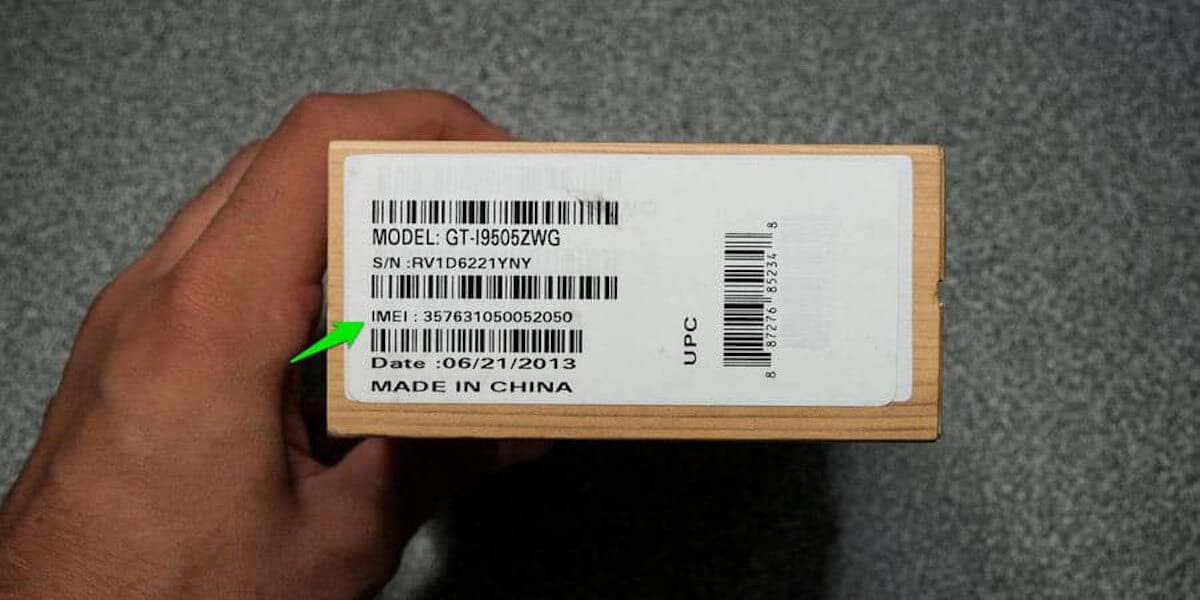 MODEL: GT-I9505ZWG
S/N :RV1D6221YNY
IMEI : 357631050052050
Date :06/21/2013
MADE IN CHINA
UPC
8 87276 85234 8